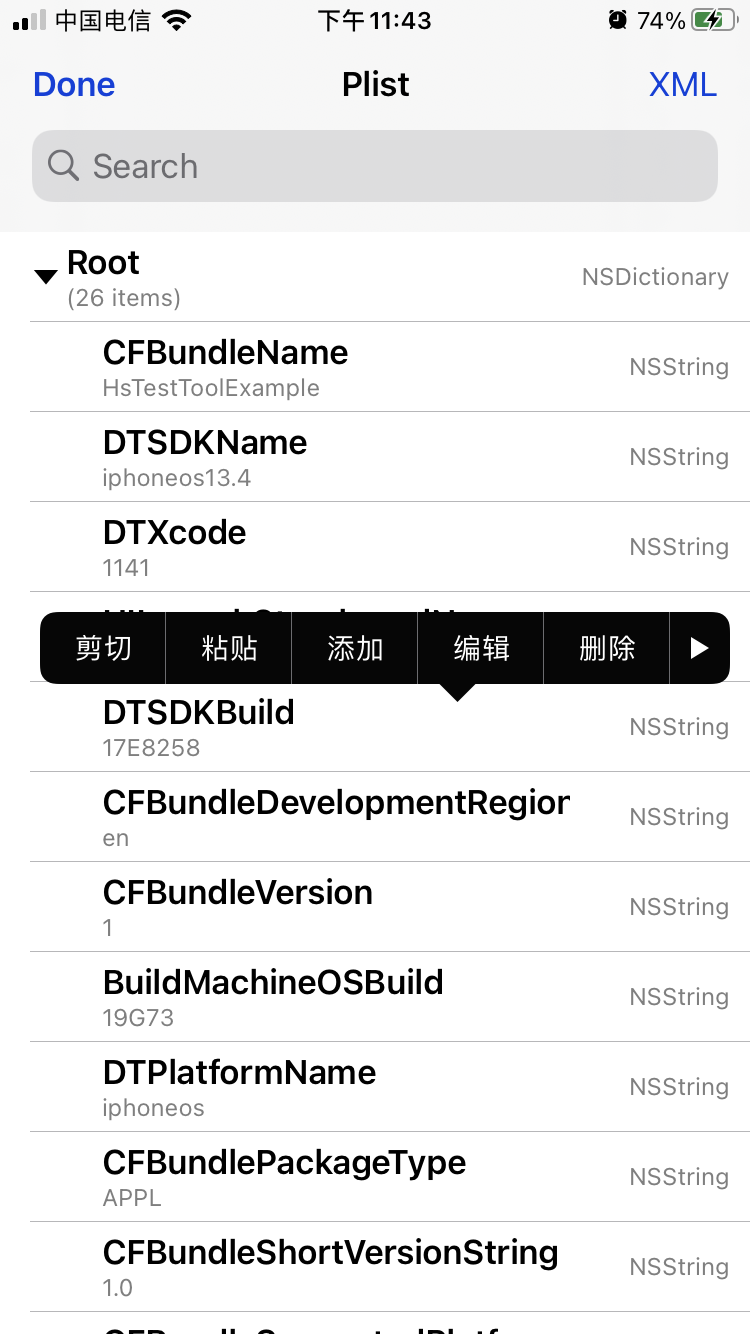 中国电信
下午11:43
74%
Done
Plist
XML
Search
Root
(26 items)
NSDictionary
CFBundleName
HsTestToolExample
NSString
DTSDKName
iphoneos13.4
NSString
DTXcode
1141
NSString
剪切
粘贴
添加
编辑
删除
DTSDKBuild
17E8258
NSString
CFBundleDevelopmentRegion
en
NSString
CFBundleVersion
1
NSString
BuildMachineOSBuild
19G73
NSString
DTPlatformName
iphoneos
NSString
CFBundlePackageType
APPL
NSString
CFBundleShortVersionString
1.0
NSString